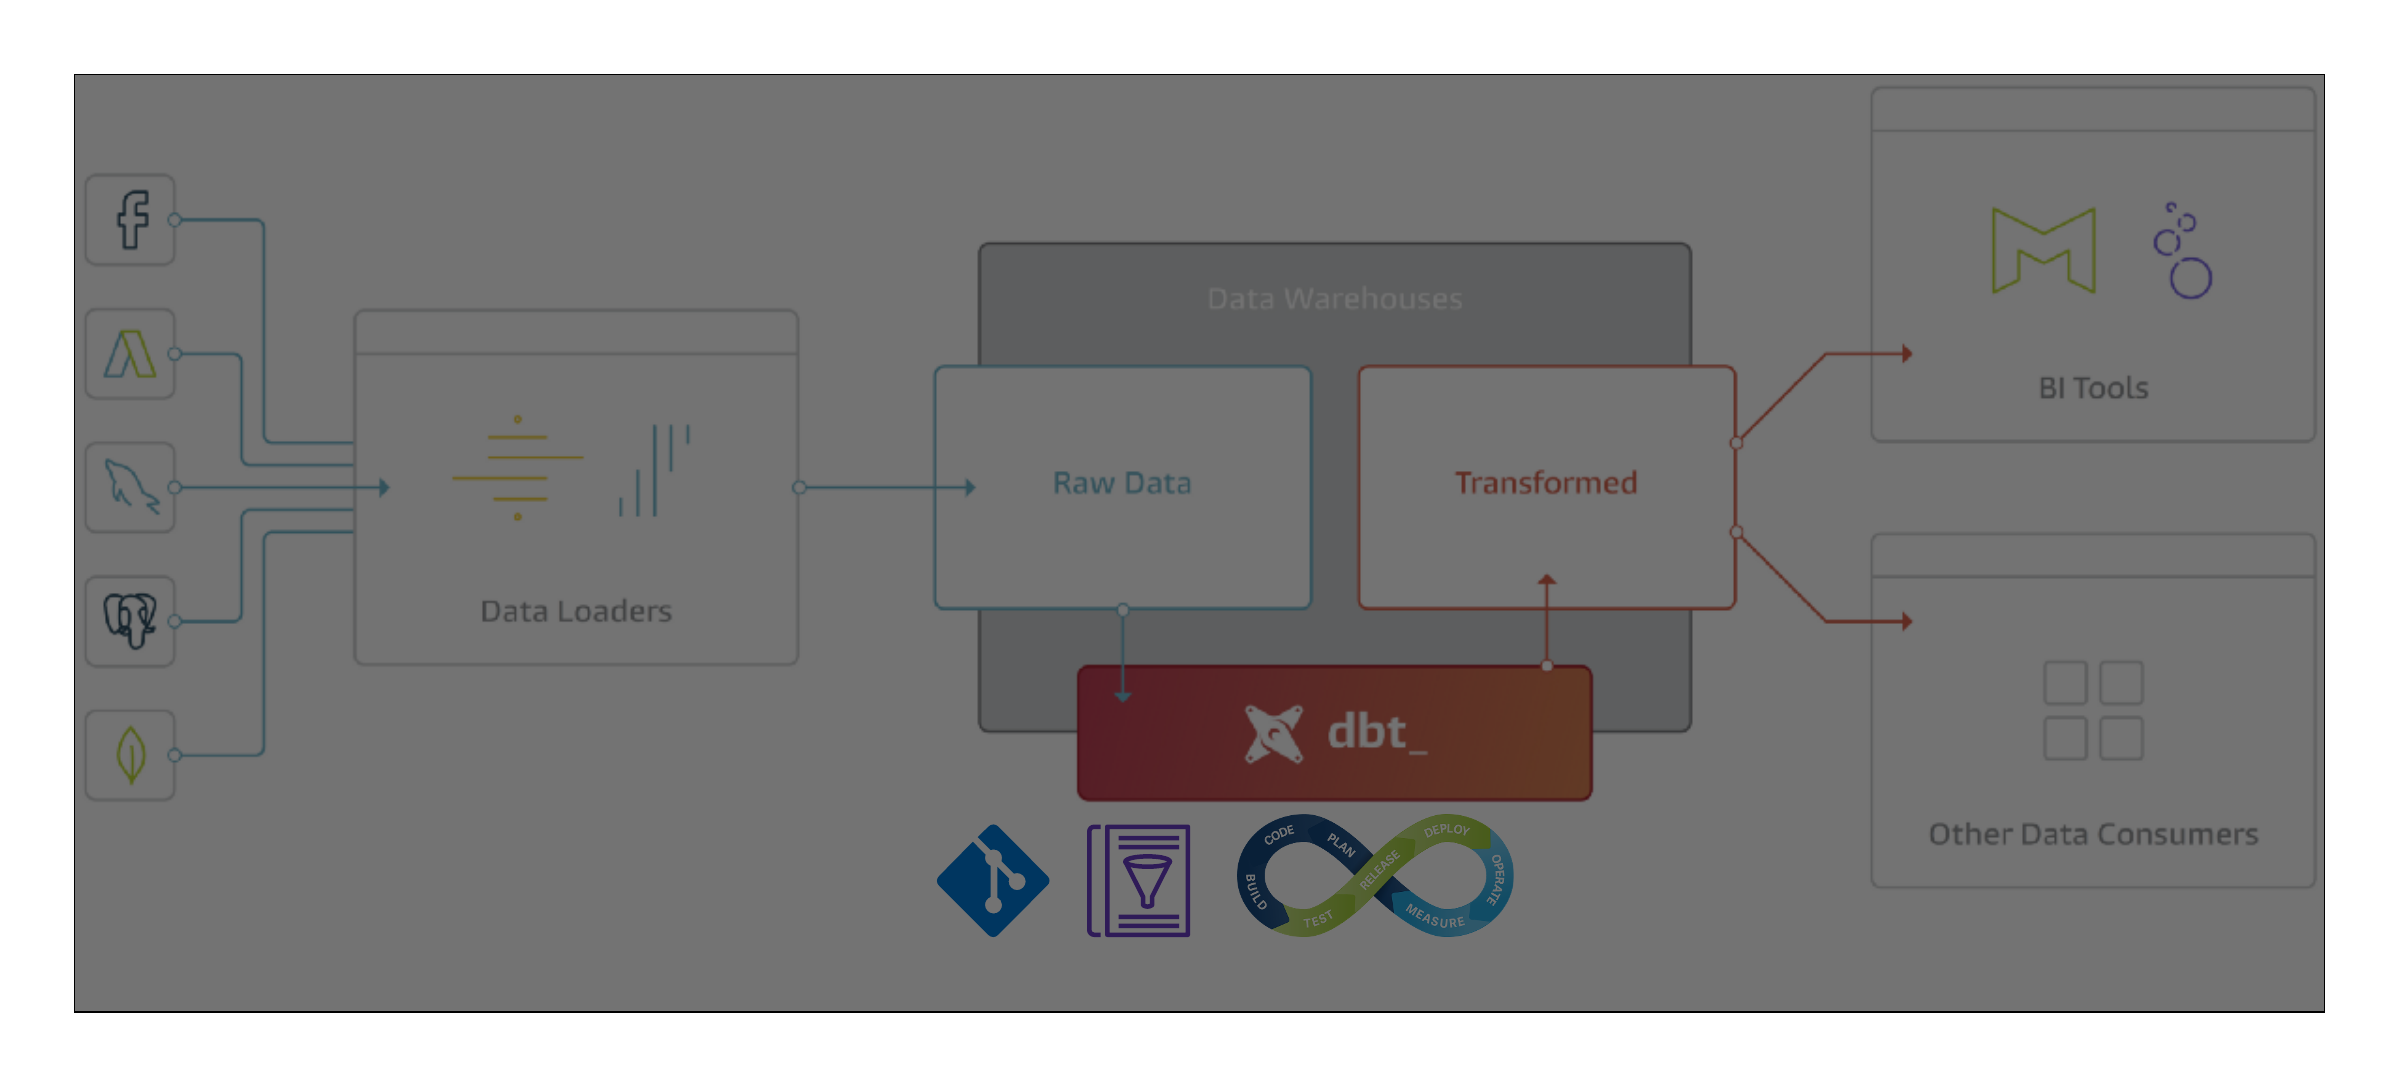 Data Warehouses
BI Tools
Raw Data
Transformed
Data Loaders
dbt_
Other Data Consumers
CODE
PLAN
DEPLOY
RELEASE
OPERATE
BUILD
TEST
MEASURE